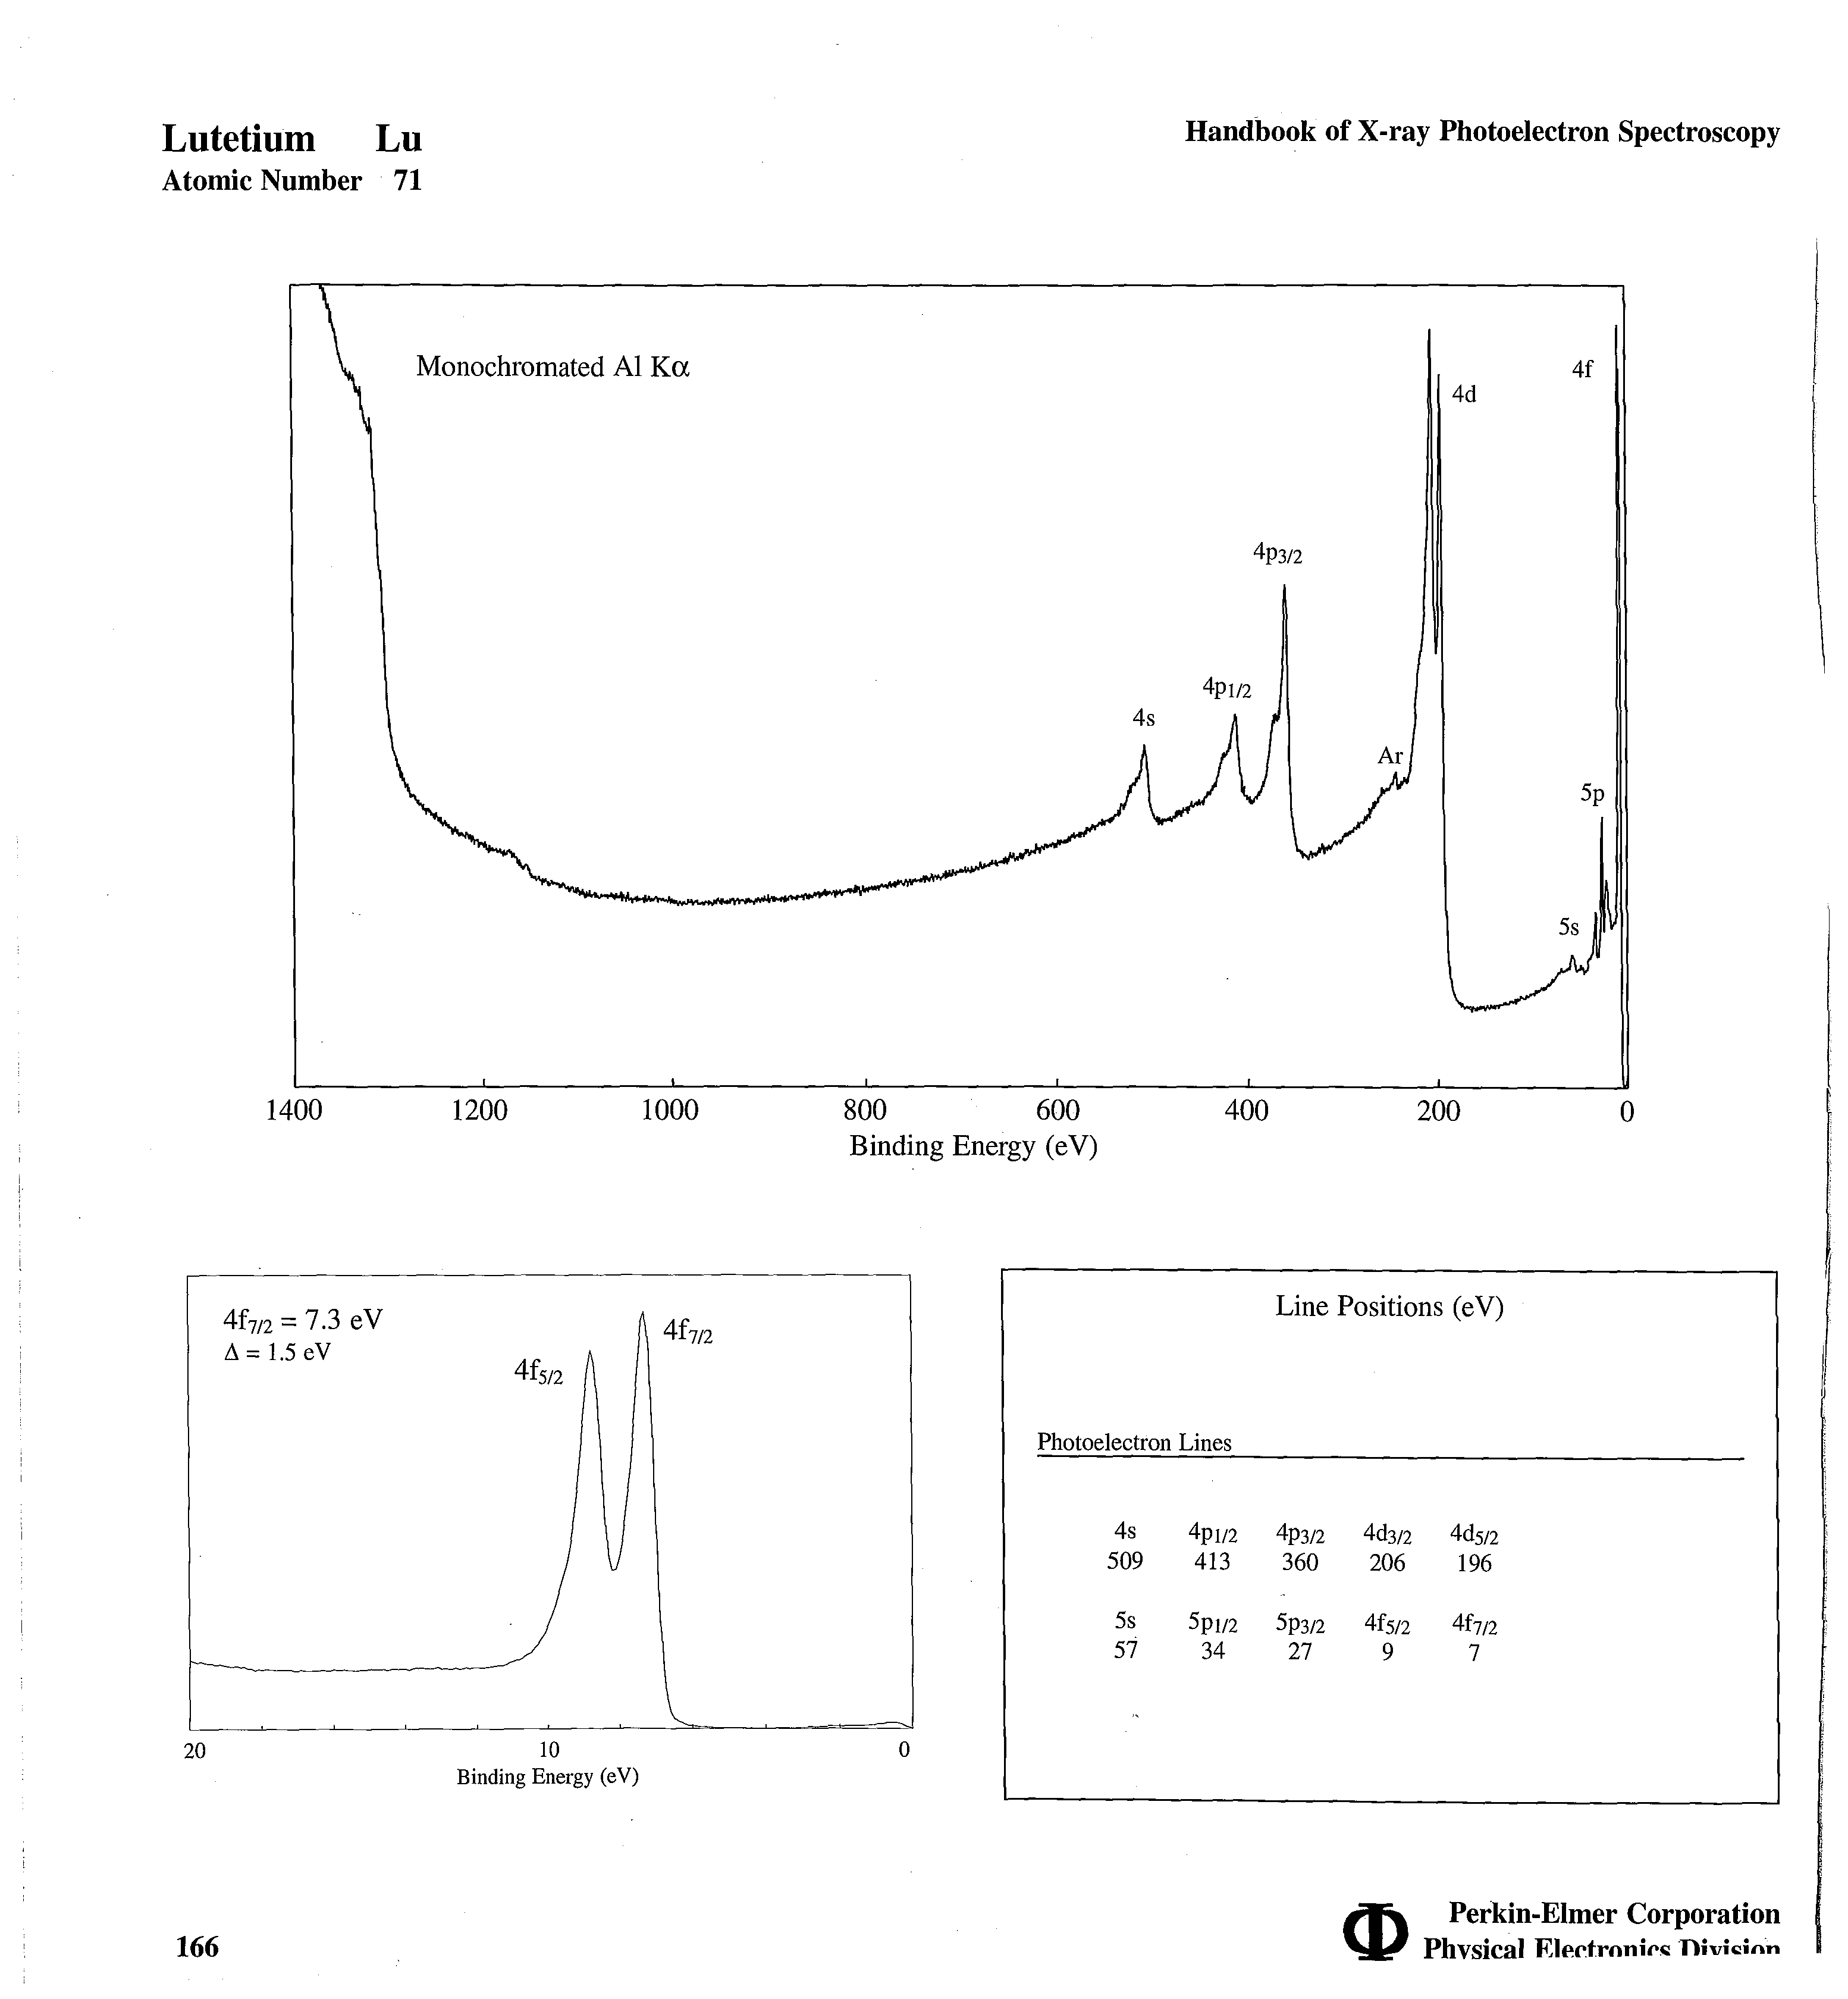 Lutetium Lu
Atomic Number 71
Handbook of X-ray Photoelectron Spectroscopy
Monochromated Al Kα
4f
4d
4p3/2
4p1/2
4s
Ar
5p
5s
1400 1200 1000 800 600 400 200 0
Binding Energy (eV)
4f7/2 = 7.3 eV
Δ = 1.5 eV
4f7/2
4f5/2
20 10 0
Binding Energy (eV)
Line Positions (eV)
Photoelectron Lines
4s 4p1/2 4p3/2 4d3/2 4d5/2
509 413 360 206 196
5s 5p1/2 5p3/2 4f5/2 4f7/2
57 34 27 9 7
166
Φ Perkin-Elmer Corporation
Physical Electronics Division